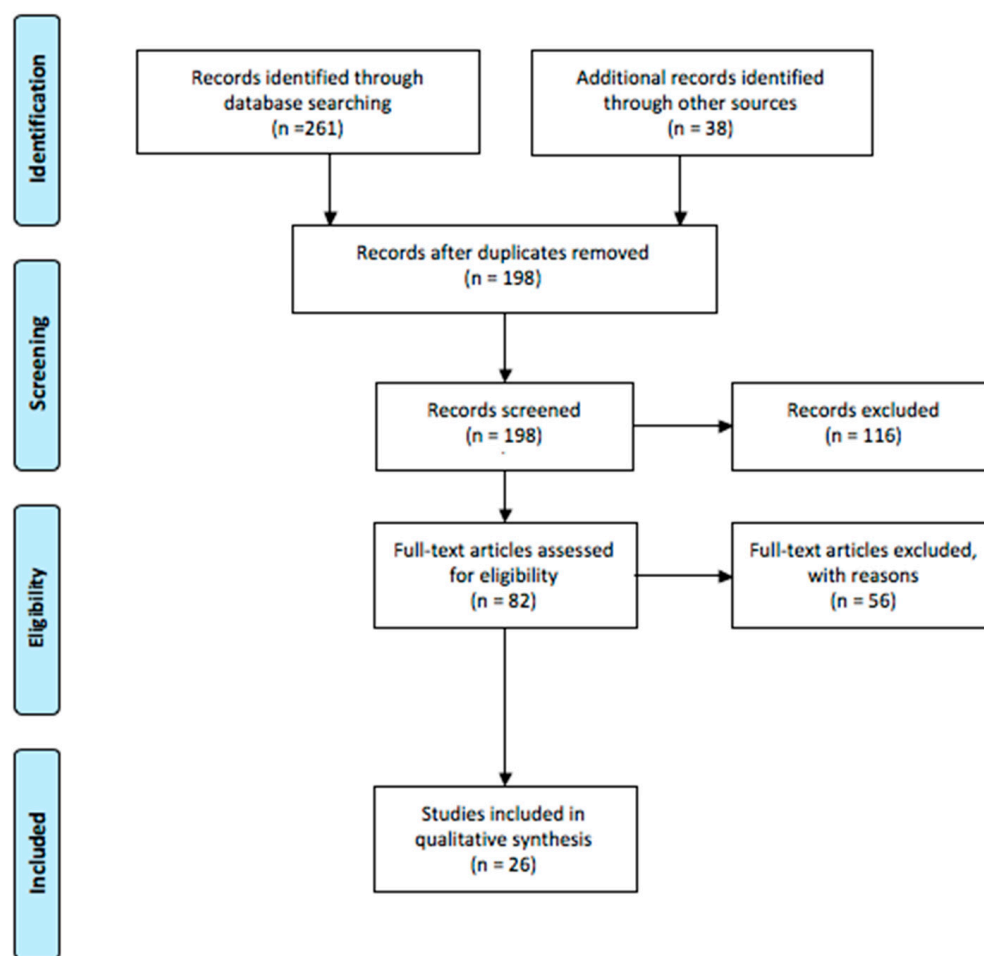 Identification
Records identified through
database searching
(n =261)
Additional records identified
through other sources
(n = 38)
Records after duplicates removed
(n = 198)
Screening
Records screened
(n = 198)
Records excluded
(n = 116)
Eligibility
Full-text articles assessed
for eligibility
(n = 82)
Full-text articles excluded,
with reasons
(n = 56)
Included
Studies included in
qualitative synthesis
(n = 26)